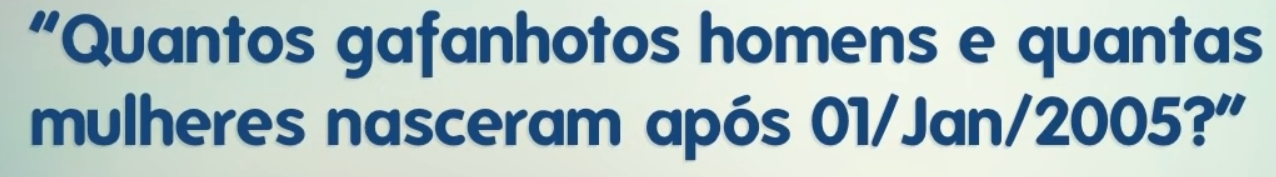 “Quantos gafanhotos homens e quantas
mulheres nasceram após 01/Jan/2005?”